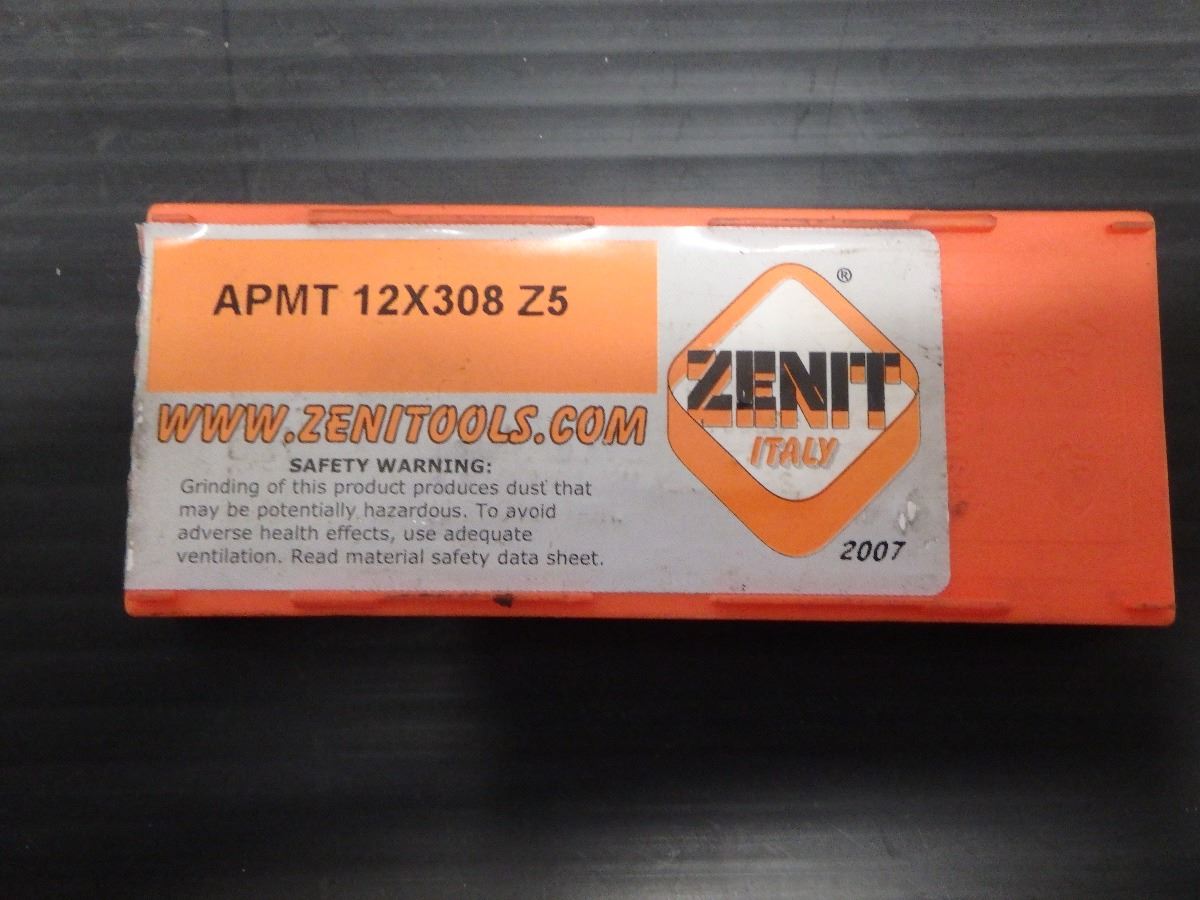 APMT 12X308 Z5
WWW.ZENITOOLS.COM
SAFETY WARNING:
Grinding of this product produces dust that
may be potentially hazardous. To avoid
adverse health effects, use adequate
ventilation. Read material safety data sheet.
®
ZENIT
ITALY
2007